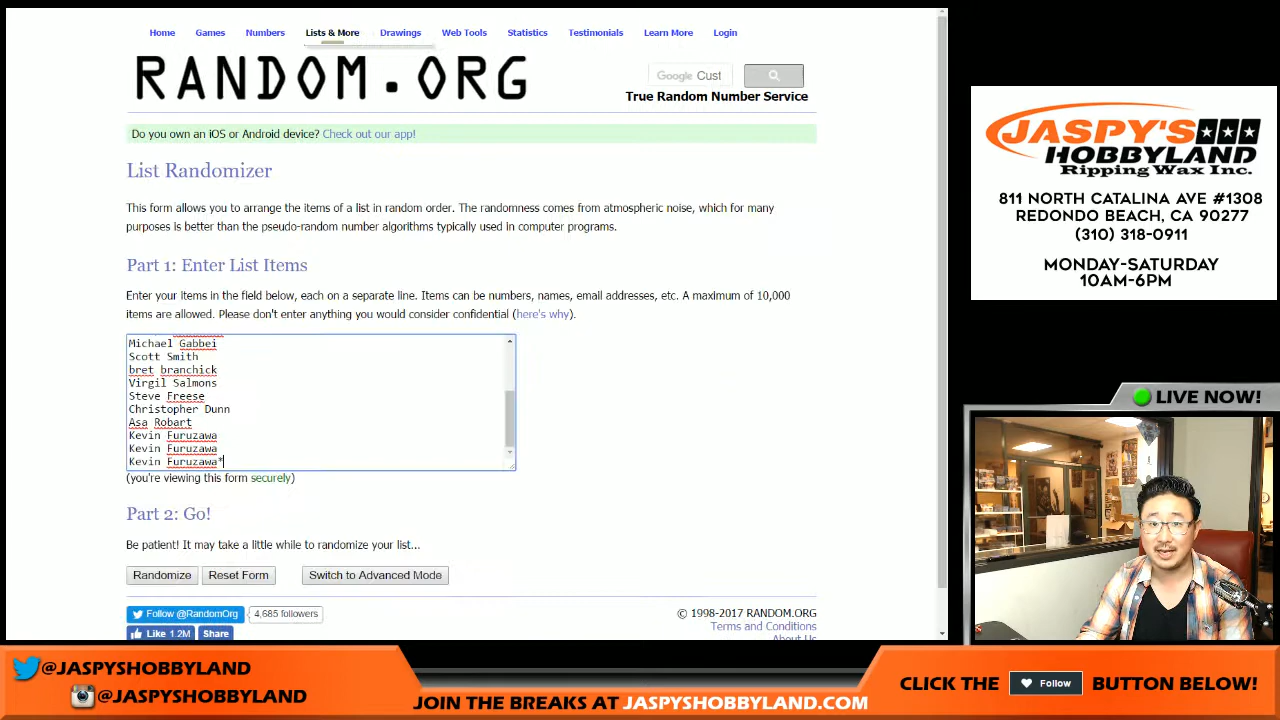 Home Games Numbers Lists & More Drawings Web Tools Statistics Testimonials Learn More Login
RANDOM.ORG
Google Cust
True Random Number Service
Do you own an iOS or Android device? Check out our app!
List Randomizer
This form allows you to arrange the items of a list in random order. The randomness comes from atmospheric noise, which for many
purposes is better than the pseudo-random number algorithms typically used in computer programs.
Part 1: Enter List Items
Enter your items in the field below, each on a separate line. Items can be numbers, names, email addresses, etc. A maximum of 10,000
items are allowed. Please don't enter anything you would consider confidential (here's why).
Michael Gabbei
Scott Smith
bret branchick
Virgil Salmons
Steve Freese
Christopher Dunn
Asa Robart
Kevin Furuzawa
Kevin Furuzawa
Kevin Furuzawa*
(you're viewing this form securely)
Part 2: Go!
Be patient! It may take a little while to randomize your list...
Randomize Reset Form Switch to Advanced Mode
Follow @RandomOrg 4,685 followers
Like 1.2M Share
© 1998-2017 RANDOM.ORG
Terms and Conditions
About Us
JASPY'S
HOBBYLAND
Ripping Wax Inc.
811 NORTH CATALINA AVE #1308
REDONDO BEACH, CA 90277
(310) 318-0911
MONDAY-SATURDAY
10AM-6PM
LIVE NOW!
@JASPYSHOBBYLAND
@JASPYSHOBBYLAND
JOIN THE BREAKS AT JASPYSHOBBYLAND.COM
CLICK THE Follow BUTTON BELOW!